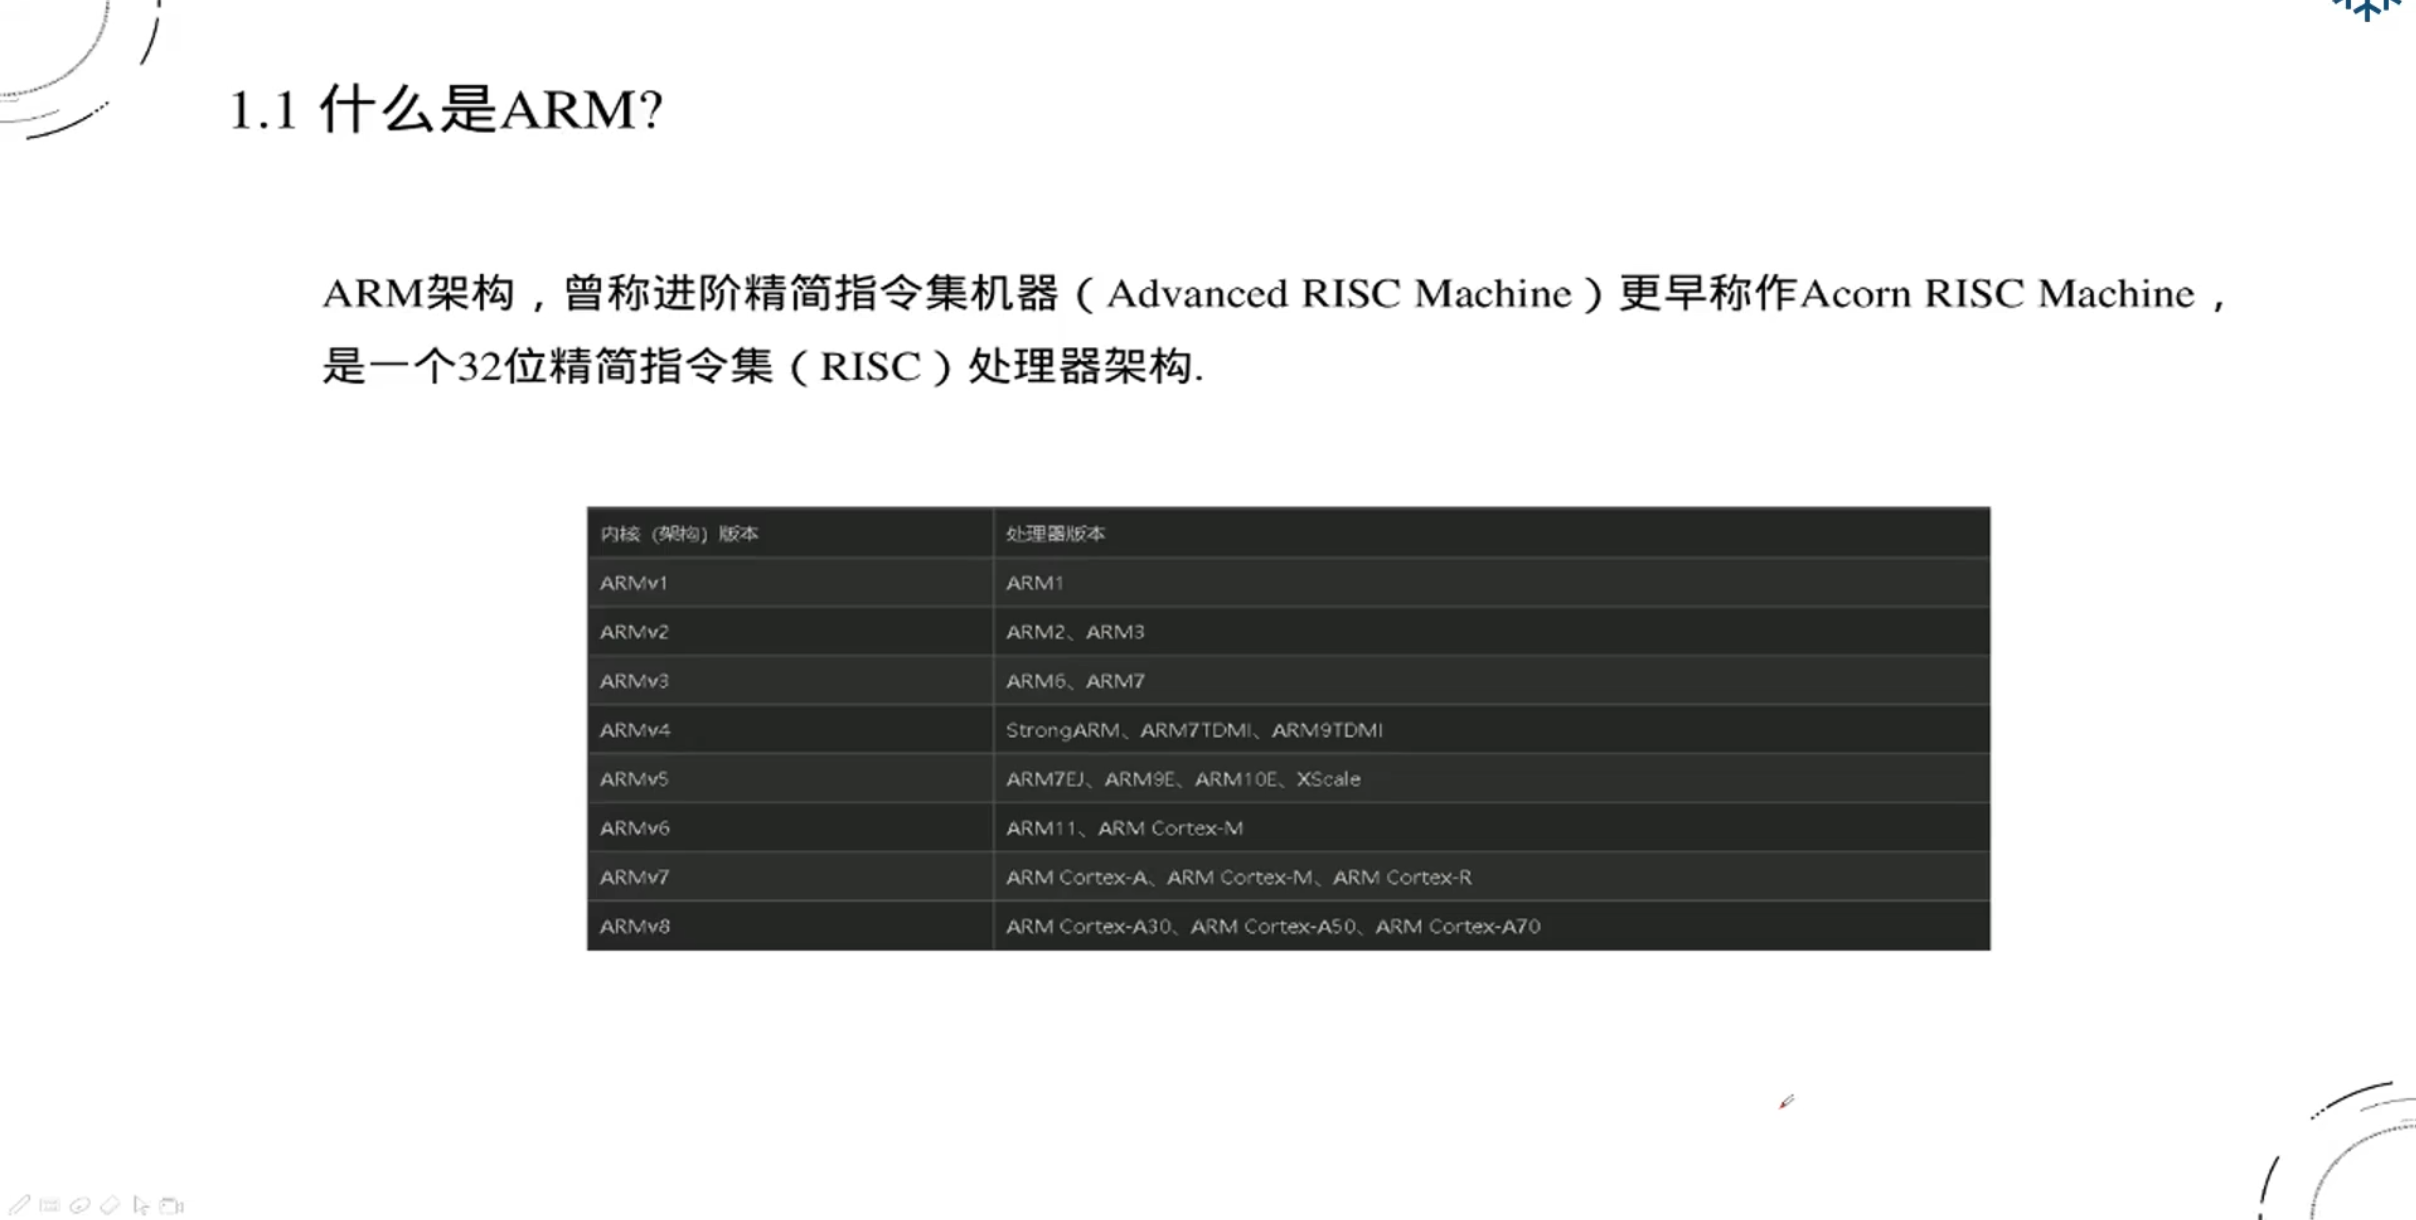 1.1 什么是ARM?
ARM架构，曾称进阶精简指令集机器（Advanced RISC Machine）更早称作Acorn RISC Machine，
是一个32位精简指令集（RISC）处理器架构.
内核（架构）版本 处理器版本
ARMv1 ARM1
ARMv2 ARM2、ARM3
ARMv3 ARM6、ARM7
ARMv4 StrongARM、ARM7TDMI、ARM9TDMI
ARMv5 ARM7EJ、ARM9E、ARM10E、XScale
ARMv6 ARM11、ARM Cortex-M
ARMv7 ARM Cortex-A、ARM Cortex-M、ARM Cortex-R
ARMv8 ARM Cortex-A30、ARM Cortex-A50、ARM Cortex-A70